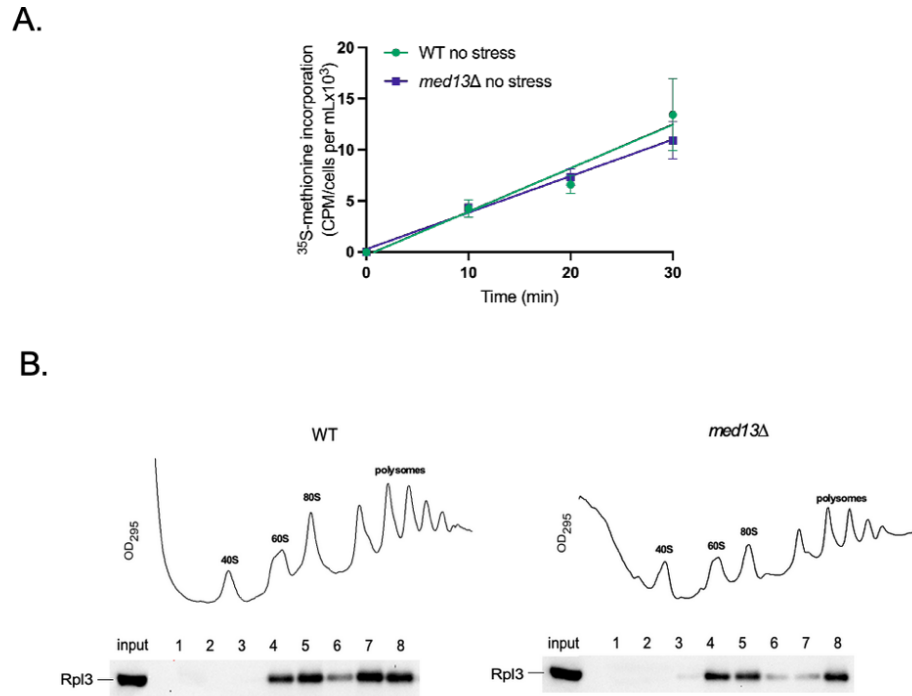 A.
³⁵S-methionine incorporation
(CPM/cells per mLx10³)
20
15
10
5
0
WT no stress
med13Δ no stress
0 10 20 30
Time (min)
B.
WT
OD₂₉₅
40S
60S
80S
polysomes
input 1 2 3 4 5 6 7 8
Rpl3
med13Δ
OD₂₉₅
40S
60S
80S
polysomes
input 1 2 3 4 5 6 7 8
Rpl3